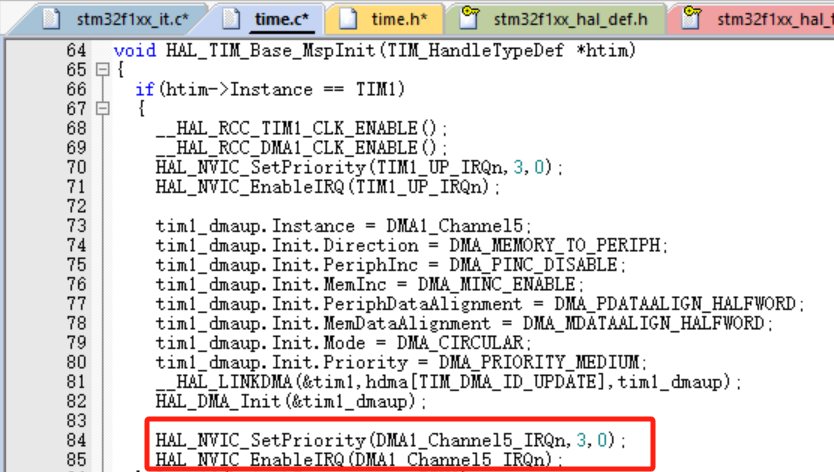 stm32f1xx_it.c* time.c* time.h* stm32f1xx_hal_def.h stm32f1xx_hal_t
64 void HAL_TIM_Base_MspInit(TIM_HandleTypeDef *htim)
65 {
66 if(htim->Instance == TIM1)
67 {
68 __HAL_RCC_TIM1_CLK_ENABLE();
69 __HAL_RCC_DMA1_CLK_ENABLE();
70 HAL_NVIC_SetPriority(TIM1_UP_IRQn,3,0);
71 HAL_NVIC_EnableIRQ(TIM1_UP_IRQn);
72
73 tim1_dmaup.Instance = DMA1_Channel5;
74 tim1_dmaup.Init.Direction = DMA_MEMORY_TO_PERIPH;
75 tim1_dmaup.Init.PeriphInc = DMA_PINC_DISABLE;
76 tim1_dmaup.Init.MemInc = DMA_MINC_ENABLE;
77 tim1_dmaup.Init.PeriphDataAlignment = DMA_PDATAALIGN_HALFWORD;
78 tim1_dmaup.Init.MemDataAlignment = DMA_MDATAALIGN_HALFWORD;
79 tim1_dmaup.Init.Mode = DMA_CIRCULAR;
80 tim1_dmaup.Init.Priority = DMA_PRIORITY_MEDIUM;
81 __HAL_LINKDMA(&tim1,hdma[TIM_DMA_ID_UPDATE],tim1_dmaup);
82 HAL_DMA_Init(&tim1_dmaup);
83
84 HAL_NVIC_SetPriority(DMA1_Channel5_IRQn,3,0);
85 HAL_NVIC_EnableIRQ(DMA1_Channel5_IRQn);